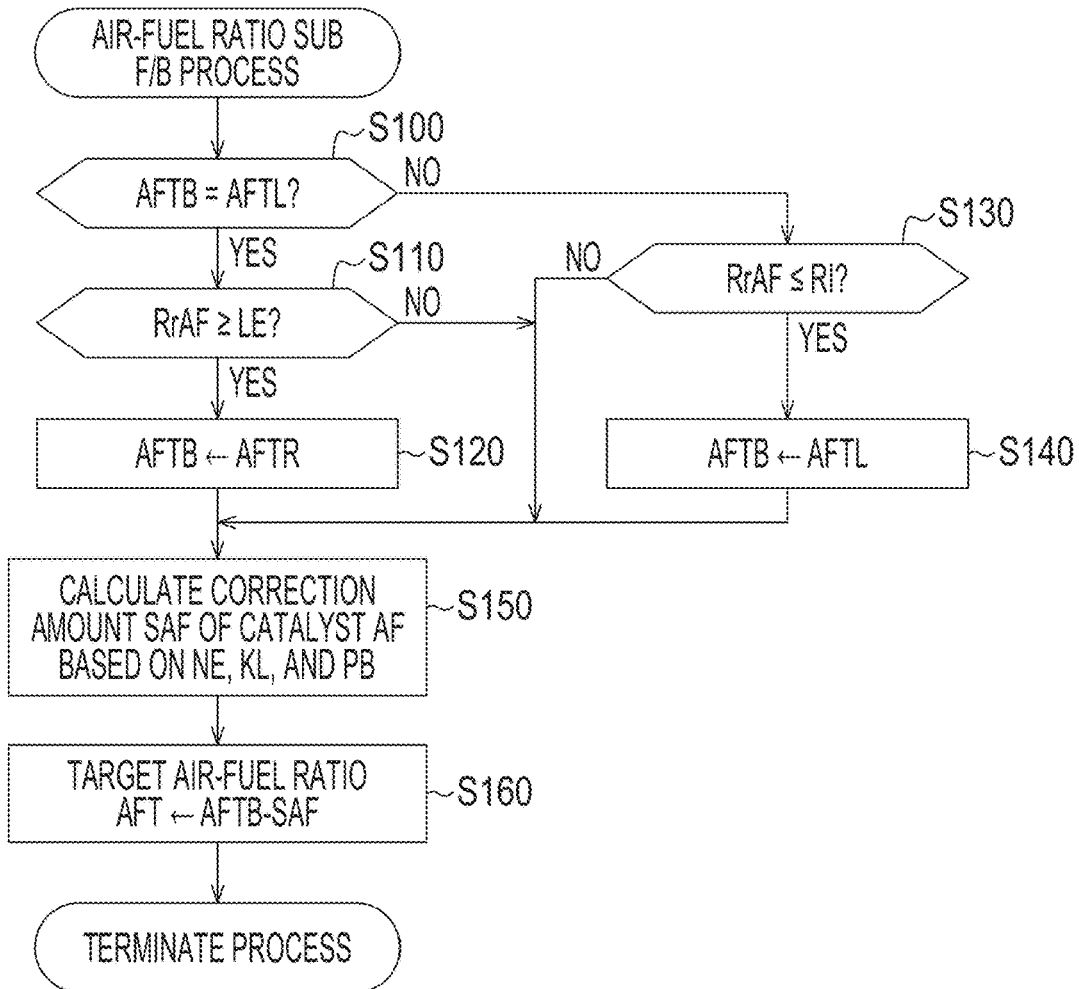 AIR-FUEL RATIO SUB
F/B PROCESS
S100
AFTB = AFTL?
NO
YES
S110
RrAF ≥ LE?
NO
YES
S130
RrAF ≤ RI?
NO
YES
AFTB ← AFTR
S120
AFTB ← AFTL
S140
CALCULATE CORRECTION
AMOUNT SAF OF CATALYST AF
BASED ON NE, KL, AND PB
S150
TARGET AIR-FUEL RATIO
AFT ← AFTB-SAF
S160
TERMINATE PROCESS